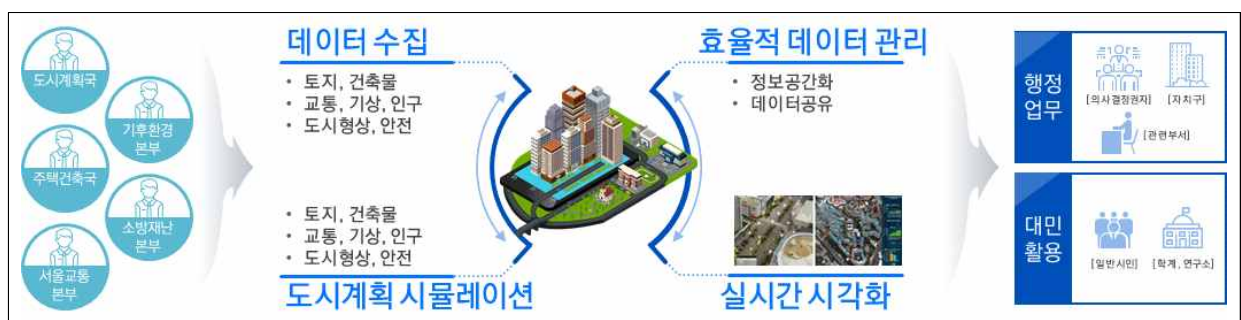 도시계획국
기후환경
본부
주택건축국
소방재난
본부
서울교통
본부
데이터 수집
• 토지, 건축물
• 교통, 기상, 인구
• 도시형상, 안전
• 토지, 건축물
• 교통, 기상, 인구
• 도시형상, 안전
도시계획 시뮬레이션
효율적 데이터 관리
• 정보공간화
• 데이터공유
실시간 시각화
행정
업무
[의사결정권자]
[자치구]
[관련부서]
대민
활용
[일반시민]
[학계, 연구소]